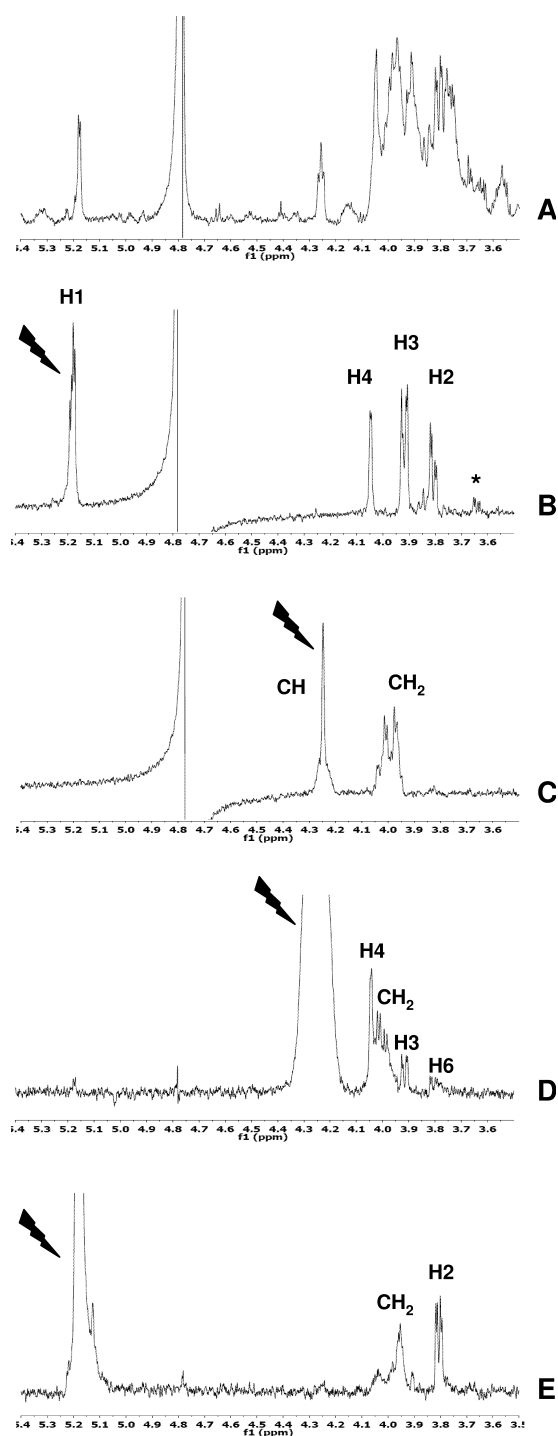 A
5.4 5.3 5.2 5.1 5.0 4.9 4.8 4.7 4.6 4.5 4.4 4.3 4.2 4.1 4.0 3.9 3.8 3.7 3.6
f1 (ppm)
H1
H3
H4 H2
*
B
5.3 5.2 5.1 5.0 4.9 4.8 4.7 4.6 4.5 4.4 4.3 4.2 4.1 4.0 3.9 3.8 3.7 3.6
f1 (ppm)
CH CH2
C
5.4 5.3 5.2 5.1 5.0 4.9 4.8 4.7 4.6 4.5 4.4 4.3 4.2 4.1 4.0 3.9 3.8 3.7 3.6
f1 (ppm)
H4
CH2
H3
H6
D
5.3 5.2 5.1 5.0 4.9 4.8 4.7 4.6 4.5 4.4 4.3 4.2 4.1 4.0 3.9 3.8 3.7 3.6
f1 (ppm)
H2
CH2
E
5.4 5.3 5.2 5.1 5.0 4.9 4.8 4.7 4.6 4.5 4.4 4.3 4.2 4.1 4.0 3.9 3.8 3.7 3.6
f1 (ppm)